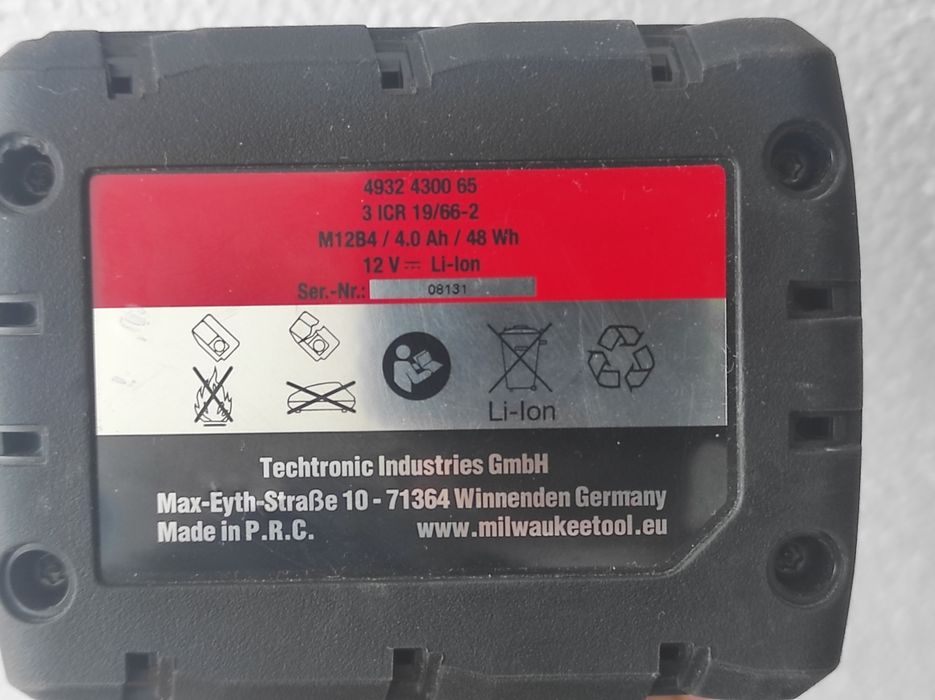 4932 4300 65
3 ICR 19/66-2
M12B4 / 4.0 Ah / 48 Wh
12 V ⎓ Li-Ion
Ser.-Nr.: 08131
Li-Ion
Techtronic Industries GmbH
Max-Eyth-Straße 10 - 71364 Winnenden Germany
Made in P.R.C. www.milwaukeetool.eu